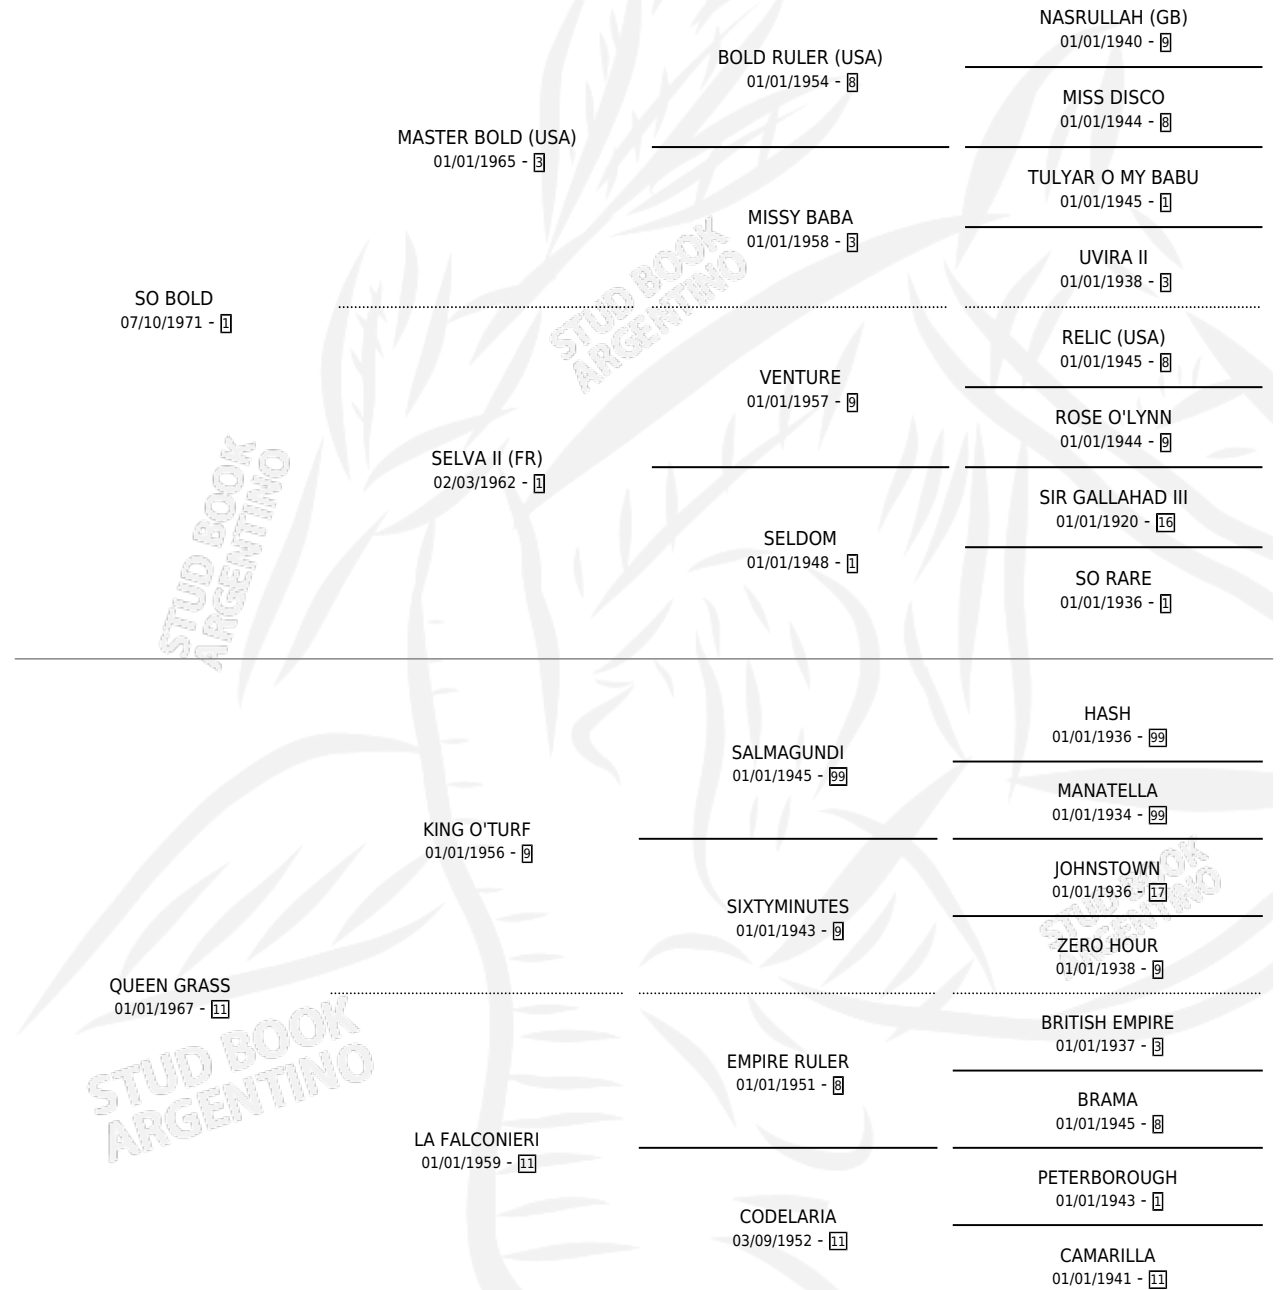 NASRULLAH (GB)
01/01/1940 - 9
BOLD RULER (USA)
01/01/1954 - 8
MISS DISCO
01/01/1944 - 8
MASTER BOLD (USA)
01/01/1965 - 3
TULYAR O MY BABU
01/01/1945 - 1
MISSY BABA
01/01/1958 - 3
UVIRA II
01/01/1938 - 3
SO BOLD
07/10/1971 - 1
RELIC (USA)
01/01/1945 - 8
VENTURE
01/01/1957 - 9
ROSE O'LYNN
01/01/1944 - 9
SELVA II (FR)
02/03/1962 - 1
SIR GALLAHAD III
01/01/1920 - 16
SELDOM
01/01/1948 - 1
SO RARE
01/01/1936 - 1
HASH
01/01/1936 - 99
SALMAGUNDI
01/01/1945 - 99
MANATELLA
01/01/1934 - 99
KING O'TURF
01/01/1956 - 9
JOHNSTOWN
01/01/1936 - 17
SIXTYMINUTES
01/01/1943 - 9
ZERO HOUR
01/01/1938 - 9
QUEEN GRASS
01/01/1967 - 11
BRITISH EMPIRE
01/01/1937 - 3
EMPIRE RULER
01/01/1951 - 8
BRAMA
01/01/1945 - 8
LA FALCONIERI
01/01/1959 - 11
PETERBOROUGH
01/01/1943 - 1
CODELARIA
03/09/1952 - 11
CAMARILLA
01/01/1941 - 11
STUD BOOK
ARGENTINO
STUD BOOK
ARGENTINO
STUD BOOK
ARGENTINO
STUD BOOK
ARGENTINO